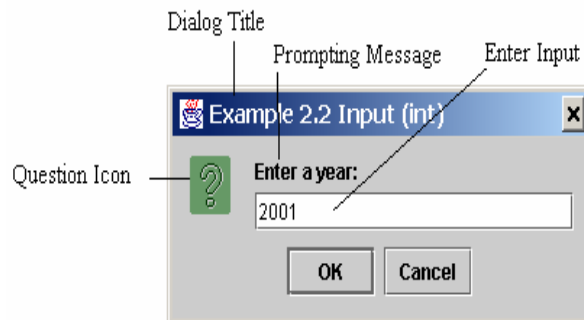 Dialog Title
Prompting Message
Enter Input
Example 2.2 Input (int)
Question Icon
Enter a year:
2001
OK
Cancel